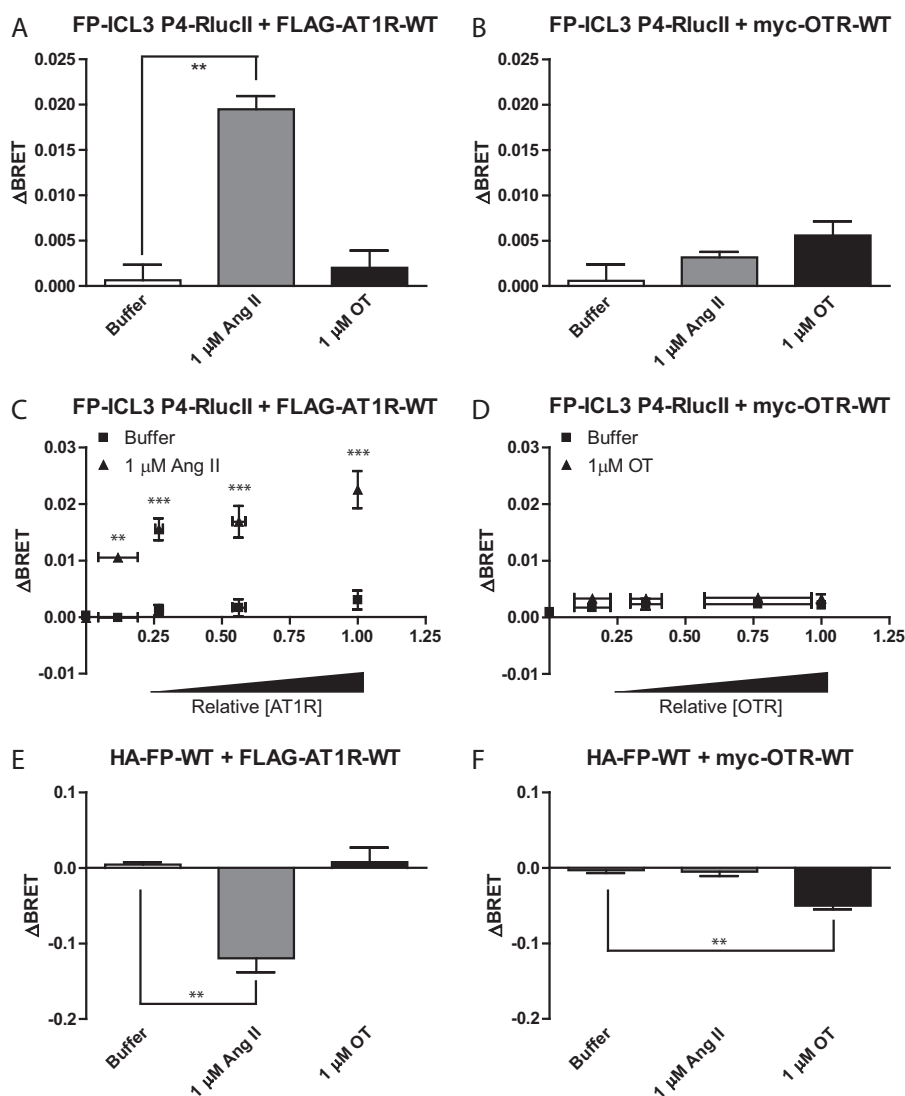 A FP-ICL3 P4-RlucII + FLAG-AT1R-WT
ΔBRET
0.025
0.020
0.015
0.010
0.005
0.000
**
Buffer
1 μM Ang II
1 μM OT
B FP-ICL3 P4-RlucII + myc-OTR-WT
ΔBRET
0.025
0.020
0.015
0.010
0.005
0.000
Buffer
1 μM Ang II
1 μM OT
C FP-ICL3 P4-RlucII + FLAG-AT1R-WT
Buffer
1 μM Ang II
ΔBRET
0.03
0.02
0.01
0.00
-0.01
**
***
***
***
0.25
0.50
0.75
1.00
1.25
Relative [AT1R]
D FP-ICL3 P4-RlucII + myc-OTR-WT
Buffer
1μM OT
ΔBRET
0.03
0.02
0.01
0.00
-0.01
0.25
0.50
0.75
1.00
1.25
Relative [OTR]
E HA-FP-WT + FLAG-AT1R-WT
ΔBRET
0.1
0.0
-0.1
-0.2
**
Buffer
1 μM Ang II
1 μM OT
F HA-FP-WT + myc-OTR-WT
ΔBRET
0.1
0.0
-0.1
-0.2
**
Buffer
1 μM Ang II
1 μM OT